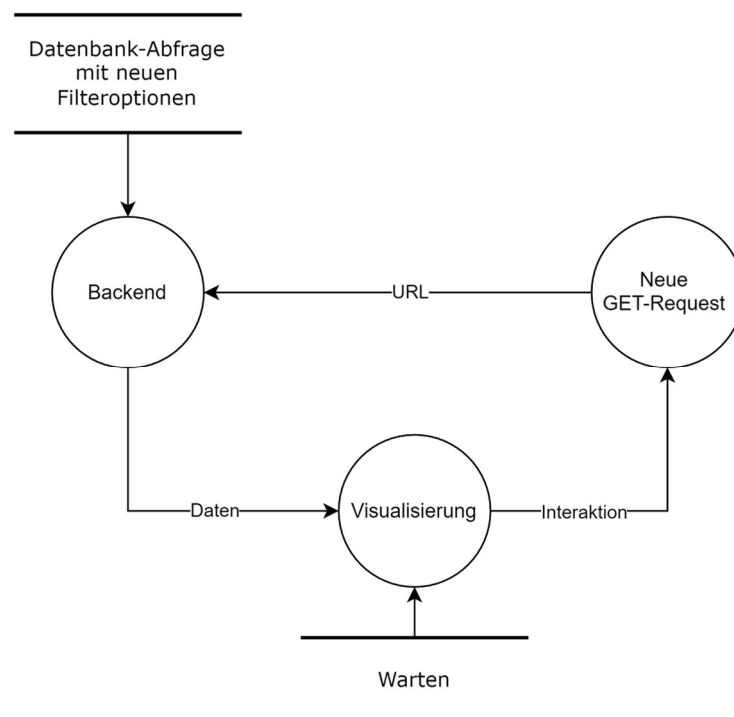 Datenbank-Abfrage
mit neuen
Filteroptionen
Backend
URL
Neue
GET-Request
Daten
Visualisierung
Interaktion
Warten